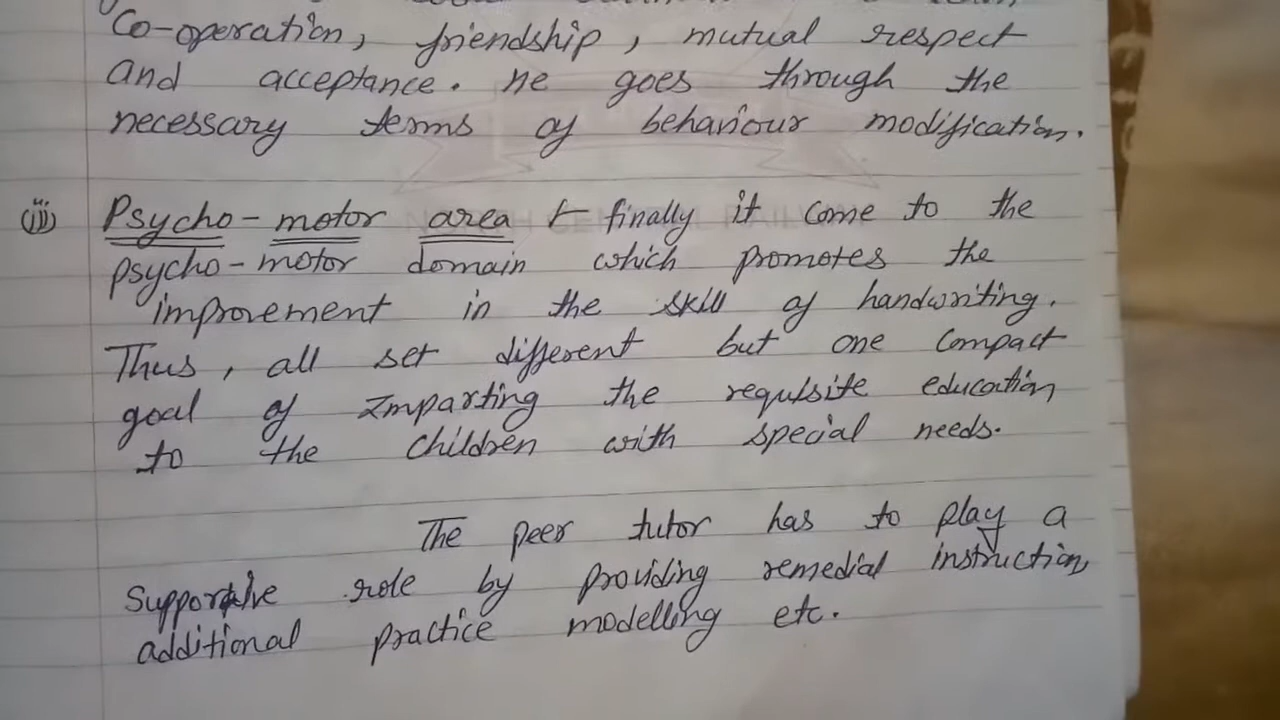 Co-operation, friendship, mutual respect
and acceptance. He goes through the
necessary terms of behaviour modification.
(iii) Psycho-motor area :- finally it come to the
psycho-motor domain which promotes the
improvement in the skill of handwriting.
Thus, all set different but one compact
goal of Imparting the requisite education
to the children with special needs.
The peer tutor has to play a
Supportive role by providing remedial instruction,
additional practice modelling etc.